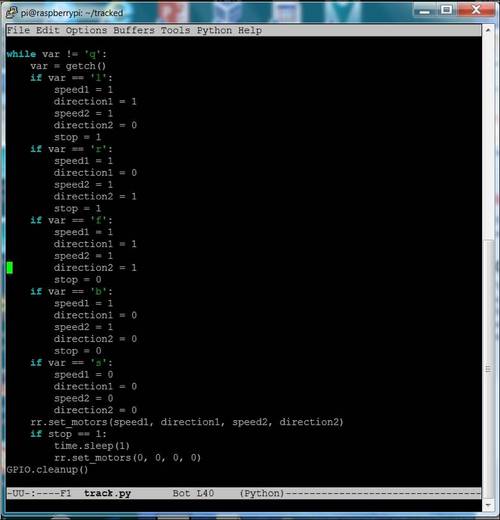 pi@raspberrypi: ~/tracked
File Edit Options Buffers Tools Python Help
while var != 'q':
    var = getch()
    if var == 'l':
        speed1 = 1
        direction1 = 1
        speed2 = 1
        direction2 = 0
        stop = 1
    if var == 'r':
        speed1 = 1
        direction1 = 0
        speed2 = 1
        direction2 = 1
        stop = 1
    if var == 'f':
        speed1 = 1
        direction1 = 1
        speed2 = 1
        direction2 = 1
        stop = 0
    if var == 'b':
        speed1 = 1
        direction1 = 0
        speed2 = 1
        direction2 = 0
        stop = 0
    if var == 's':
        speed1 = 0
        direction1 = 0
        speed2 = 0
        direction2 = 0
    rr.set_motors(speed1, direction1, speed2, direction2)
    if stop == 1:
        time.sleep(1)
        rr.set_motors(0, 0, 0, 0)
GPIO.cleanup()
-UU-:----F1  track.py       Bot L40    (Python)------------------------